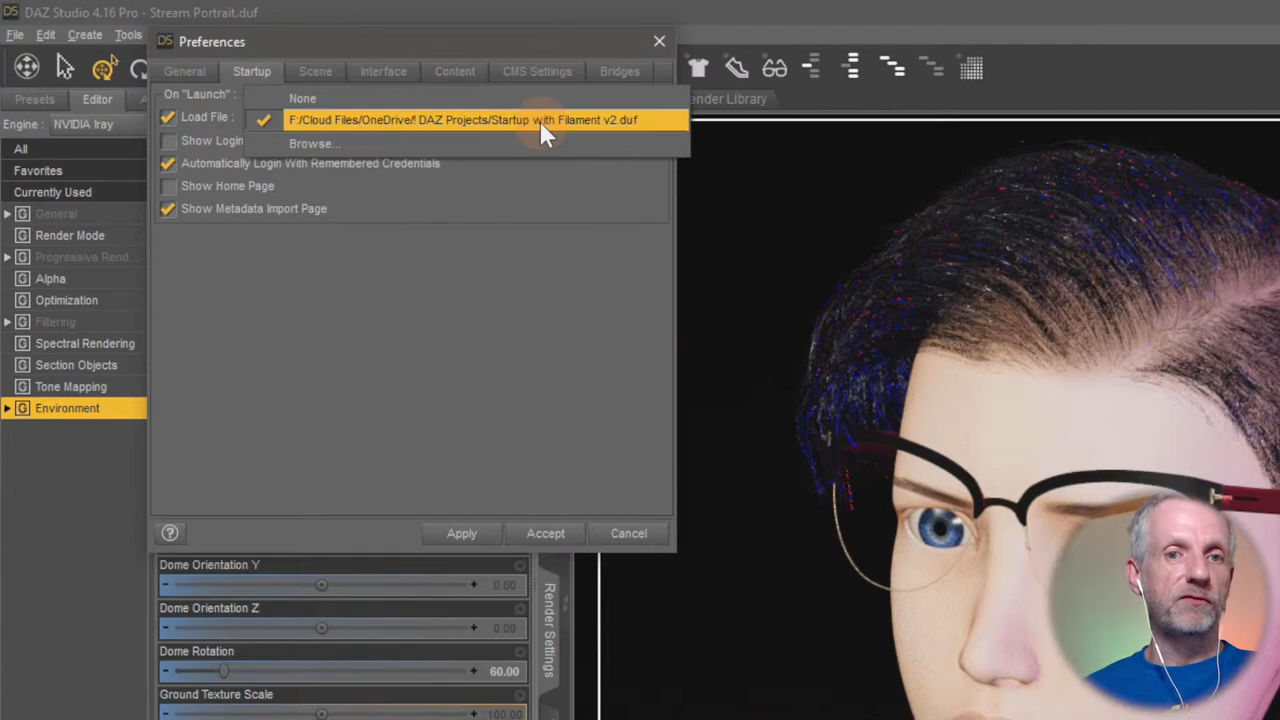 DS DAZ Studio 4.16 Pro - Stream Portrait.duf
File Edit Create Tools
DS Preferences
General Startup Scene Interface Content CMS Settings Bridges
Presets Editor
ender Library
Engine : NVIDIA Iray
All
Favorites
Currently Used
G General
G Render Mode
G Progressive Rend...
G Alpha
G Optimization
G Filtering
G Spectral Rendering
G Section Objects
G Tone Mapping
G Environment
On "Launch" :
None
Load File :
F:/Cloud Files/OneDrive/! DAZ Projects/Startup with Filament v2.duf
Show Login
Browse...
Automatically Login With Remembered Credentials
Show Home Page
Show Metadata Import Page
? Apply Accept Cancel
Dome Orientation Y
- + 0.00
Dome Orientation Z
- + 0.00
Dome Rotation
- + 60.00
Ground Texture Scale
- + 100.00
Render Settings